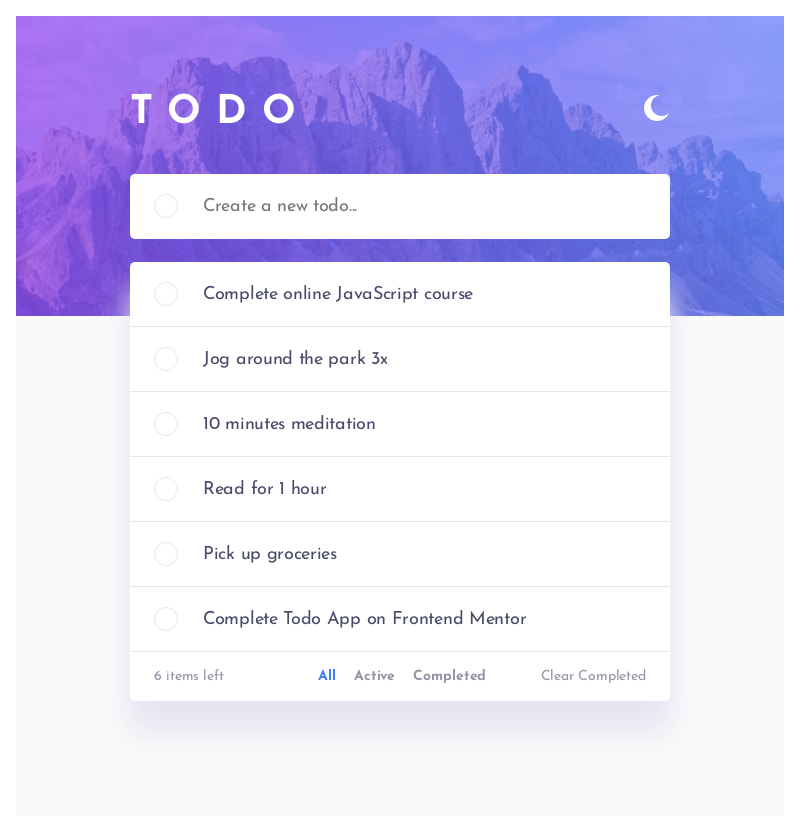 TODO
Create a new todo...
Complete online JavaScript course
Jog around the park 3x
10 minutes meditation
Read for 1 hour
Pick up groceries
Complete Todo App on Frontend Mentor
6 items left All Active Completed Clear Completed